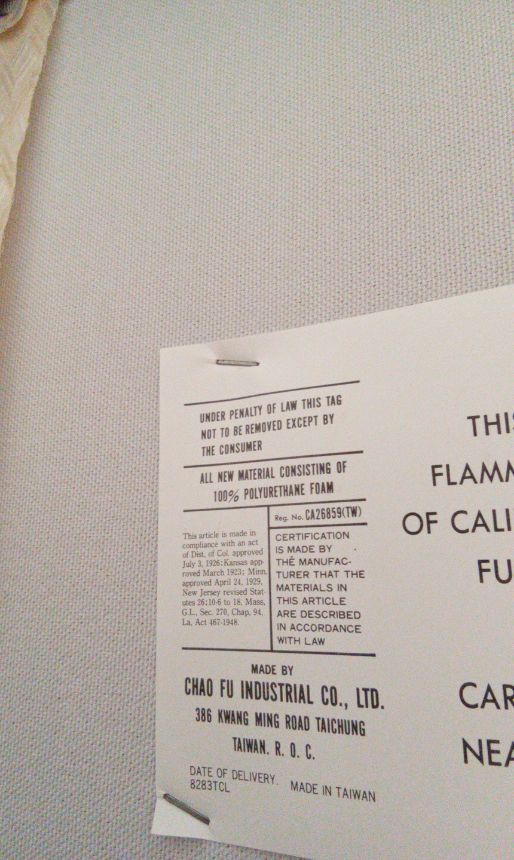 UNDER PENALTY OF LAW THIS TAG
NOT TO BE REMOVED EXCEPT BY
THE CONSUMER
ALL NEW MATERIAL CONSISTING OF
100% POLYURETHANE FOAM
Reg. No. CA26859(TW)
This article is made in
compliance with an act
of Dist. of Col. approved
July 3, 1926: Kansas app-
roved March 1923; Minn.
approved April 24, 1929,
New Jersey revised Stat-
utes 26:10-6 to 18, Mass,
G.L., Sec. 270, Chap, 94,
La, Act 467-1948.
CERTIFICATION
IS MADE BY
THE MANUFAC-
TURER THAT THE
MATERIALS IN
THIS ARTICLE
ARE DESCRIBED
IN ACCORDANCE
WITH LAW
MADE BY
CHAO FU INDUSTRIAL CO., LTD.
386 KWANG MING ROAD TAICHUNG
TAIWAN. R. O. C.
DATE OF DELIVERY.
8283TCL
MADE IN TAIWAN
THIS
FLAMM
OF CALI
FU
CAR
NEA